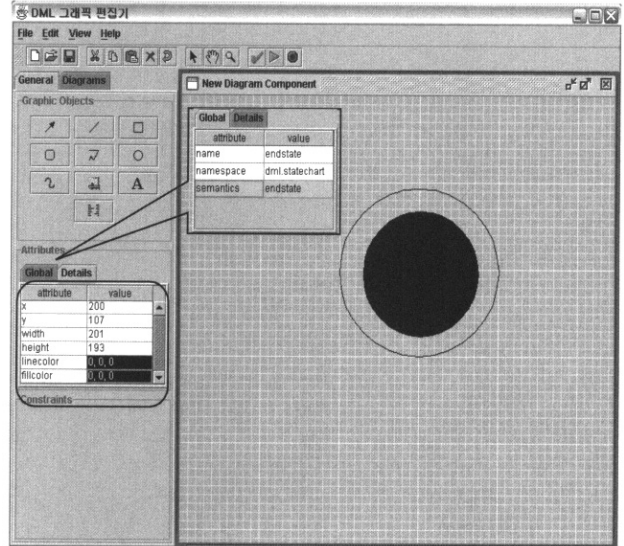 DML 그래픽 편집기
File Edit View Help
General Diagrams
Graphic Objects
A
Attributes
Global Details
attribute value
x 200
y 107
width 201
height 193
linecolor 0, 0, 0
fillcolor 0, 0, 0
Constraints
New Diagram Component
Global Details
attribute value
name endstate
namespace dml.statechart
semantics endstate